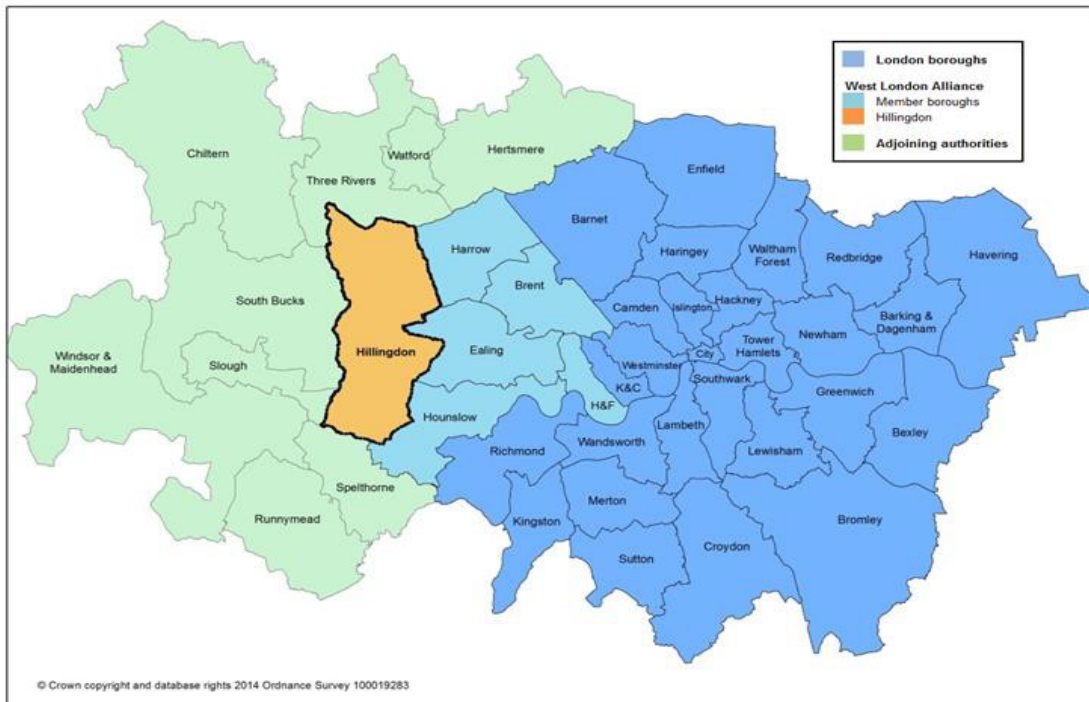 London boroughs
West London Alliance
Member boroughs
Hillingdon
Adjoining authorities
Chiltern
Watford
Hertsmere
Three Rivers
Enfield
Barnet
Harrow
Haringey
Waltham
Forest
Redbridge
Havering
Brent
South Bucks
Camden
Islington
Hackney
Barking &
Dagenham
Newham
Tower
Hamlets
Hillingdon
Ealing
Windsor &
Maidenhead
Slough
Westminster
City
K&C
Southwark
Greenwich
H&F
Hounslow
Lambeth
Bexley
Richmond
Wandsworth
Lewisham
Spelthorne
Merton
Runnymead
Kingston
Bromley
Croydon
Sutton
© Crown copyright and database rights 2014 Ordnance Survey 100019283